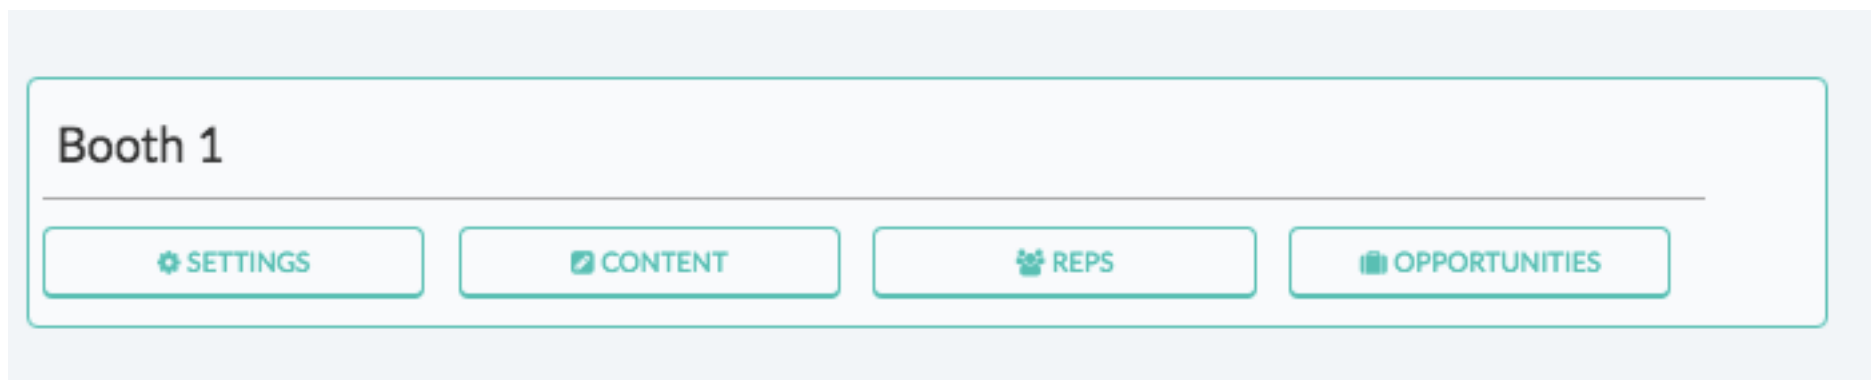 Booth 1
SETTINGS
CONTENT
REPS
OPPORTUNITIES